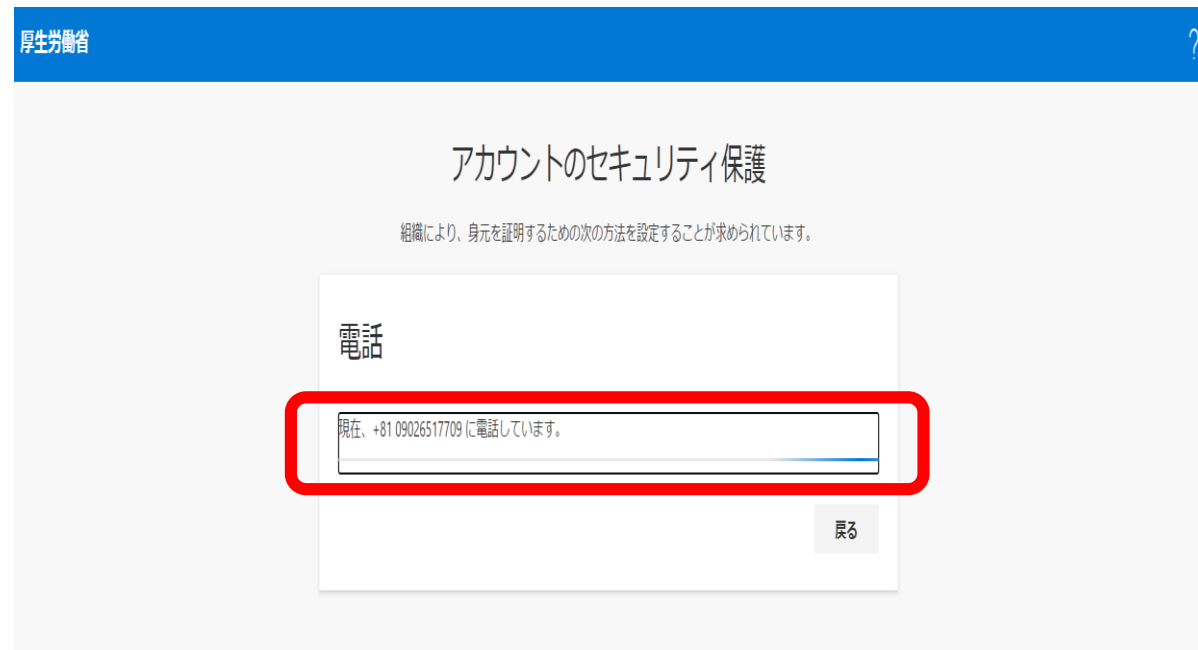 厚生労働省
?
アカウントのセキュリティ保護
組織により、身元を証明するための次の方法を設定することが求められています。
電話
現在、+81 09026517709 に電話しています。
戻る